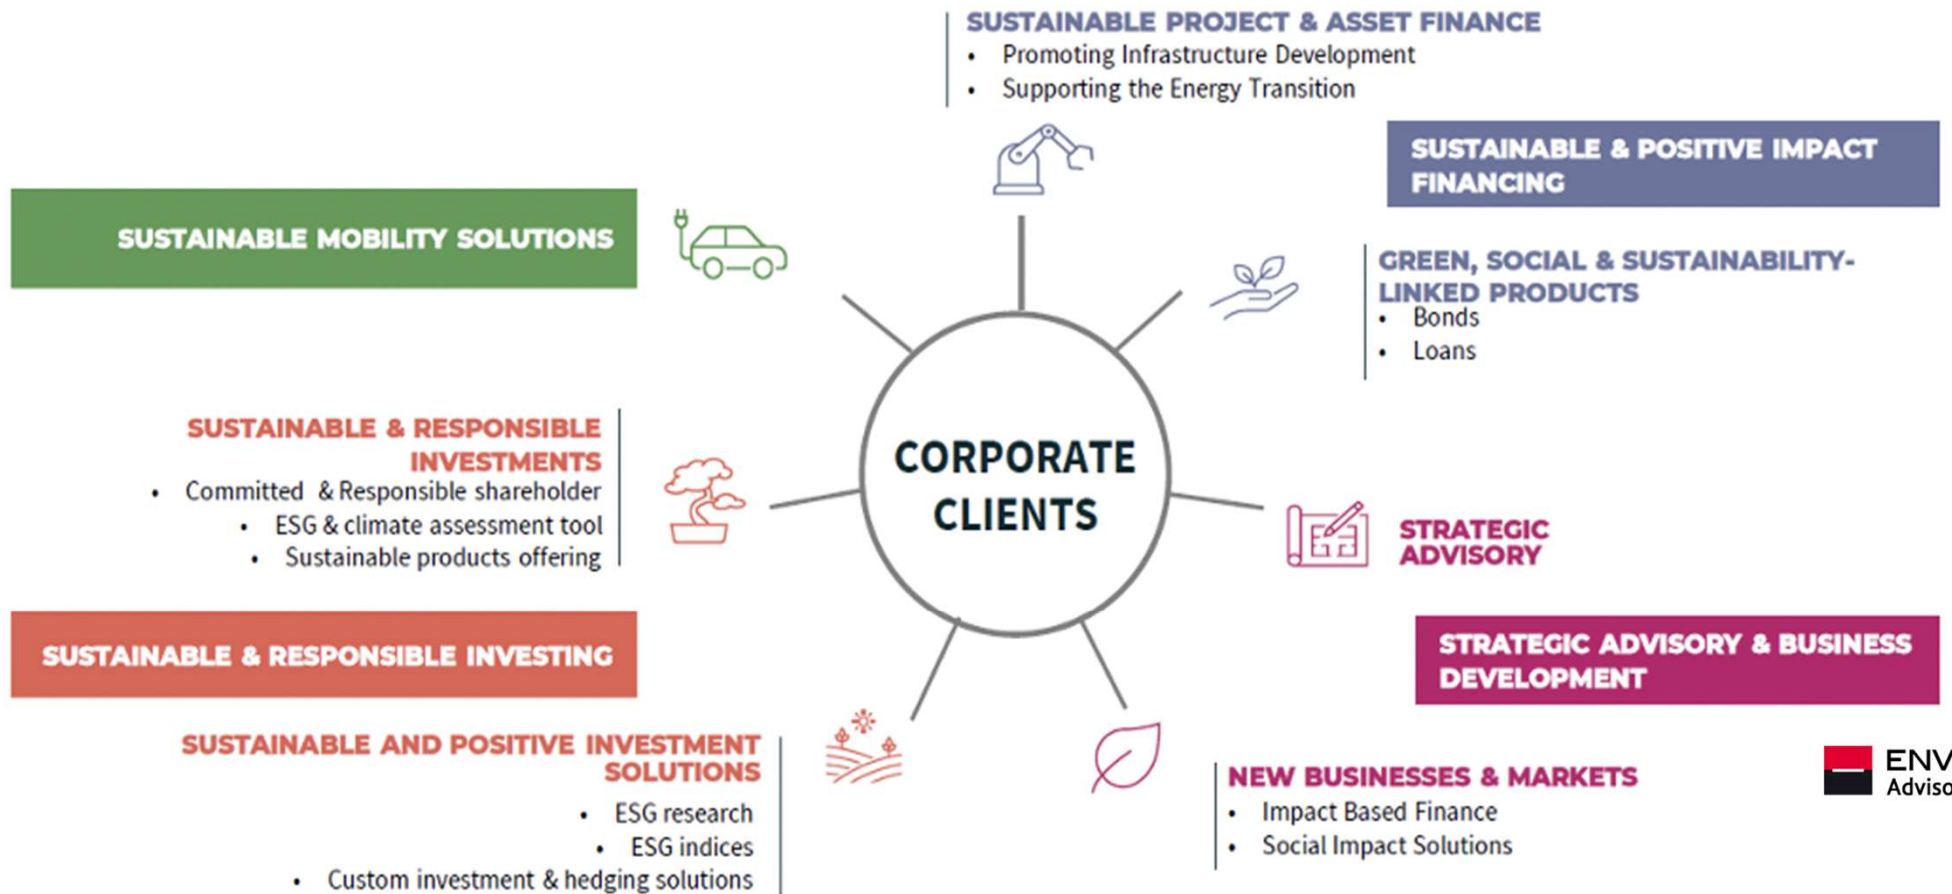 SUSTAINABLE PROJECT & ASSET FINANCE
• Promoting Infrastructure Development
• Supporting the Energy Transition
SUSTAINABLE & POSITIVE IMPACT
FINANCING
SUSTAINABLE MOBILITY SOLUTIONS
GREEN, SOCIAL & SUSTAINABILITY-
LINKED PRODUCTS
• Bonds
• Loans
SUSTAINABLE & RESPONSIBLE
INVESTMENTS
• Committed & Responsible shareholder
• ESG & climate assessment tool
• Sustainable products offering
CORPORATE
CLIENTS
STRATEGIC
ADVISORY
SUSTAINABLE & RESPONSIBLE INVESTING
STRATEGIC ADVISORY & BUSINESS
DEVELOPMENT
SUSTAINABLE AND POSITIVE INVESTMENT
SOLUTIONS
• ESG research
• ESG indices
• Custom investment & hedging solutions
NEW BUSINESSES & MARKETS
• Impact Based Finance
• Social Impact Solutions